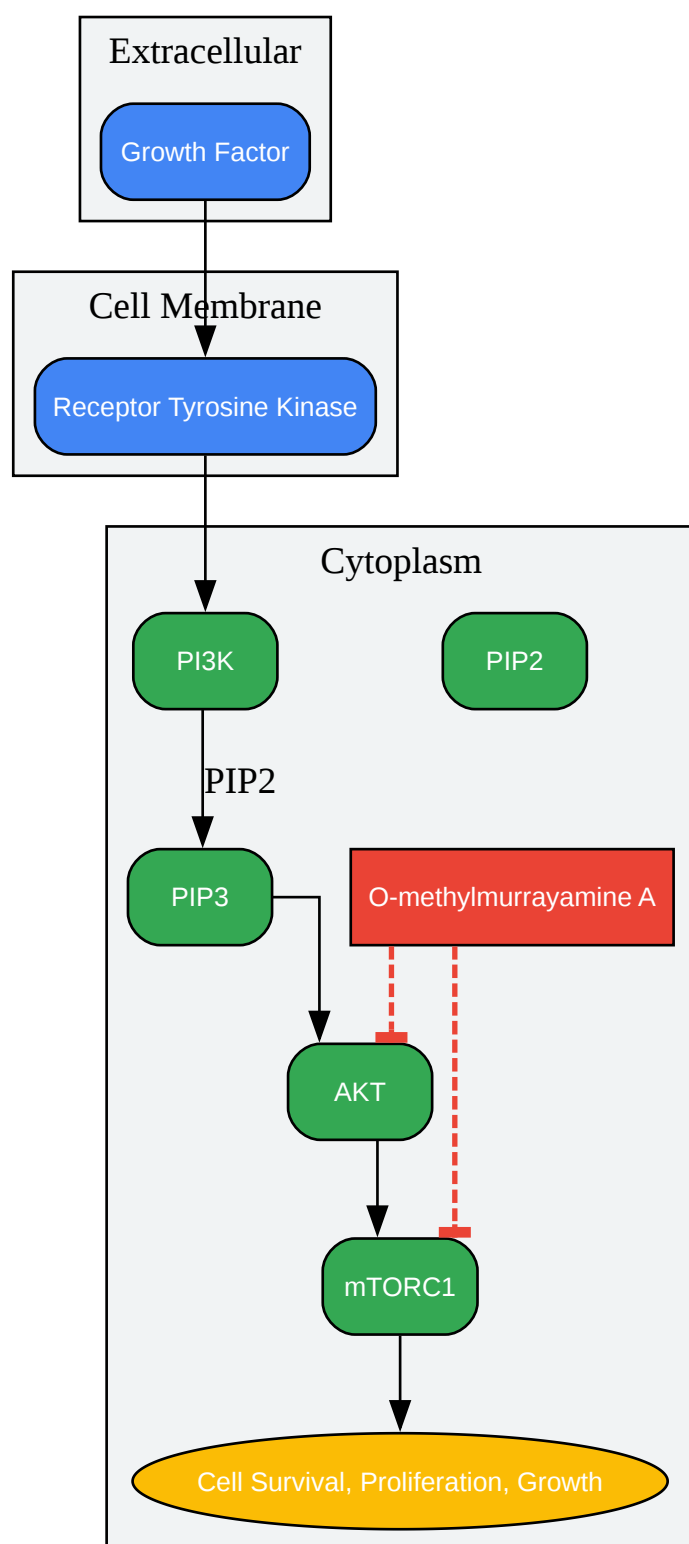 Extracellular
Growth Factor
Cell Membrane
Receptor Tyrosine Kinase
Cytoplasm
PI3K
PIP2
PIP2
PIP3
O-methylmurrayamine A
AKT
mTORC1
Cell Survival, Proliferation, Growth